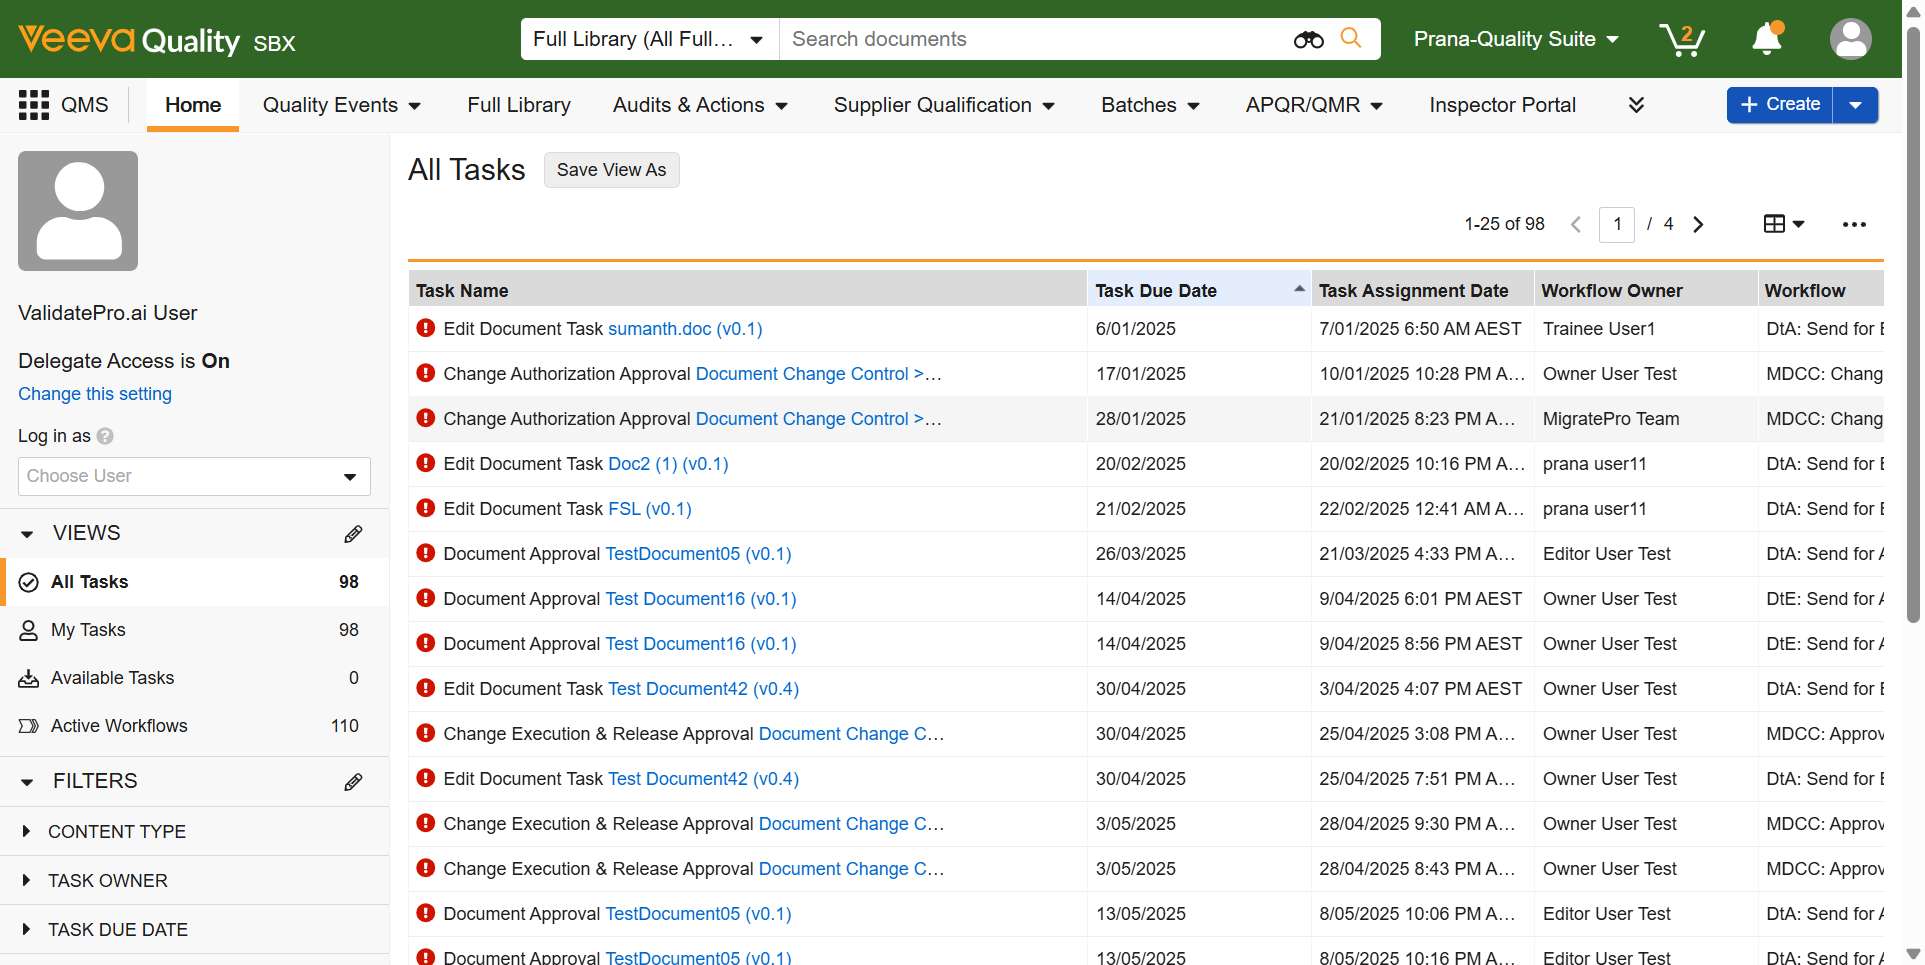 Veeva Quality SBX
Full Library (All Full... Search documents
Prana-Quality Suite
2
QMS Home Quality Events Full Library Audits & Actions Supplier Qualification Batches APQR/QMR Inspector Portal
+ Create
ValidatePro.ai User
Delegate Access is On
Change this setting
Log in as ?
Choose User
VIEWS
All Tasks 98
My Tasks 98
Available Tasks 0
Active Workflows 110
FILTERS
CONTENT TYPE
TASK OWNER
TASK DUE DATE
All Tasks Save View As
1-25 of 98 1 / 4
Task Name Task Due Date Task Assignment Date Workflow Owner Workflow
Edit Document Task sumanth.doc (v0.1) 6/01/2025 7/01/2025 6:50 AM AEST Trainee User1 DtA: Send for
Change Authorization Approval Document Change Control >... 17/01/2025 10/01/2025 10:28 PM A... Owner User Test MDCC: Chang
Change Authorization Approval Document Change Control >... 28/01/2025 21/01/2025 8:23 PM A... MigratePro Team MDCC: Chang
Edit Document Task Doc2 (1) (v0.1) 20/02/2025 20/02/2025 10:16 PM A... prana user11 DtA: Send for
Edit Document Task FSL (v0.1) 21/02/2025 22/02/2025 12:41 AM A... prana user11 DtA: Send for
Document Approval TestDocument05 (v0.1) 26/03/2025 21/03/2025 4:33 PM A... Editor User Test DtA: Send for
Document Approval Test Document16 (v0.1) 14/04/2025 9/04/2025 6:01 PM AEST Owner User Test DtE: Send for
Document Approval Test Document16 (v0.1) 14/04/2025 9/04/2025 8:56 PM AEST Owner User Test DtE: Send for
Edit Document Task Test Document42 (v0.4) 30/04/2025 3/04/2025 4:07 PM AEST Owner User Test DtA: Send for
Change Execution & Release Approval Document Change C... 30/04/2025 25/04/2025 3:08 PM A... Owner User Test MDCC: Approv
Edit Document Task Test Document42 (v0.4) 30/04/2025 25/04/2025 7:51 PM A... Owner User Test DtA: Send for
Change Execution & Release Approval Document Change C... 3/05/2025 28/04/2025 9:30 PM A... Owner User Test MDCC: Approv
Change Execution & Release Approval Document Change C... 3/05/2025 28/04/2025 8:43 PM A... Owner User Test MDCC: Approv
Document Approval TestDocument05 (v0.1) 13/05/2025 8/05/2025 10:06 PM A... Editor User Test DtA: Send for
Document Approval TestDocument05 (v0.1) 13/05/2025 8/05/2025 10:16 PM A... Editor User Test DtA: Send for